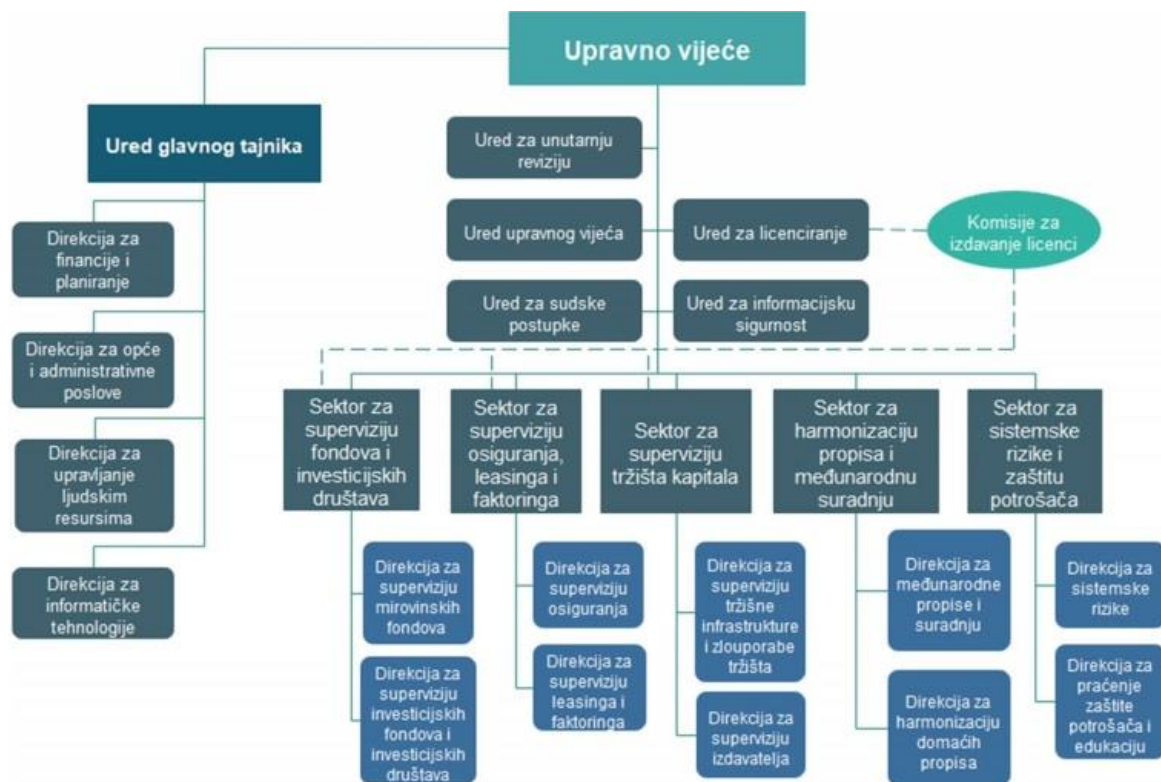 Upravno vijeće
Ured glavnog tajnika
Direkcija za
financije i
planiranje
Direkcija za opće
i administrativne
poslove
Direkcija za
upravljanje
ljudskim
resursima
Direkcija za
informatičke
tehnologije
Ured za unutarnju
reviziju
Ured upravnog vijeća
Ured za licenciranje
Komisije za
izdavanje licenci
Ured za sudske
postupke
Ured za informacijsku
sigurnost
Sektor za
superviziju
fondova i
investicijskih
društava
Sektor za
superviziju
osiguranja,
leasinga i
faktoringa
Sektor za
superviziju
tržišta kapitala
Sektor za
harmonizaciju
propisa i
međunarodnu
suradnju
Sektor za
sistemske
rizike i
zaštitu
potrošača
Direkcija za
superviziju
mirovinskih
fondova
Direkcija za
superviziju
investicijskih
fondova i
investicijskih
društava
Direkcija za
superviziju
osiguranja
Direkcija za
superviziju
leasinga i
faktoringa
Direkcija za
superviziju
tržišne
infrastrukture
i zlouporabe
tržišta
Direkcija za
superviziju
izdavatelja
Direkcija za
međunarodne
propise i
suradnju
Direkcija za
harmonizaciju
domaćih
propisa
Direkcija za
sistemske
rizike
Direkcija za
praćenje
zaštite
potrošača i
edukaciju